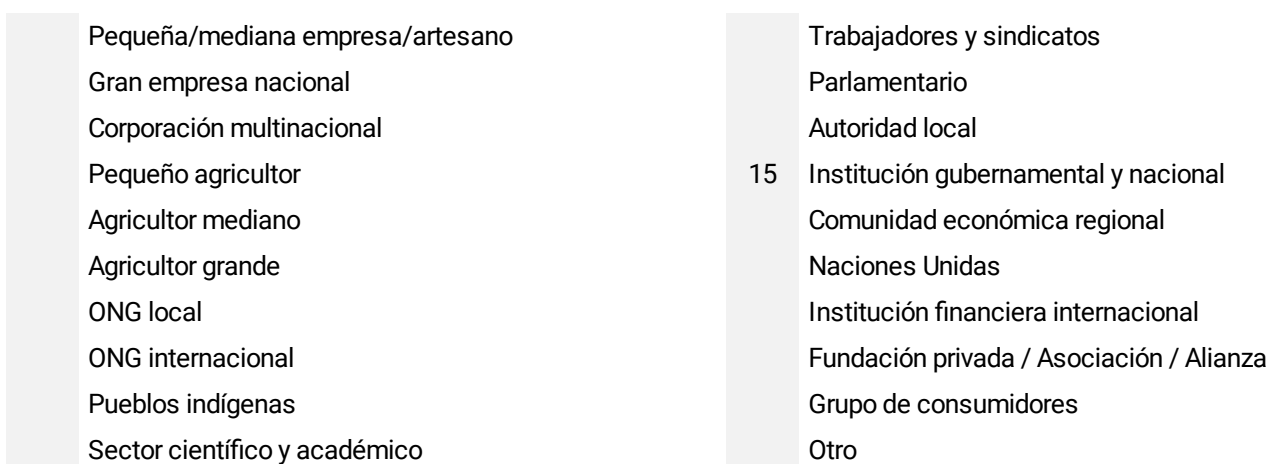 Pequeña/mediana empresa/artesano
Gran empresa nacional
Corporación multinacional
Pequeño agricultor
Agricultor mediano
Agricultor grande
ONG local
ONG internacional
Pueblos indígenas
Sector científico y académico
Trabajadores y sindicatos
Parlamentario
Autoridad local
15 Institución gubernamental y nacional
Comunidad económica regional
Naciones Unidas
Institución financiera internacional
Fundación privada / Asociación / Alianza
Grupo de consumidores
Otro